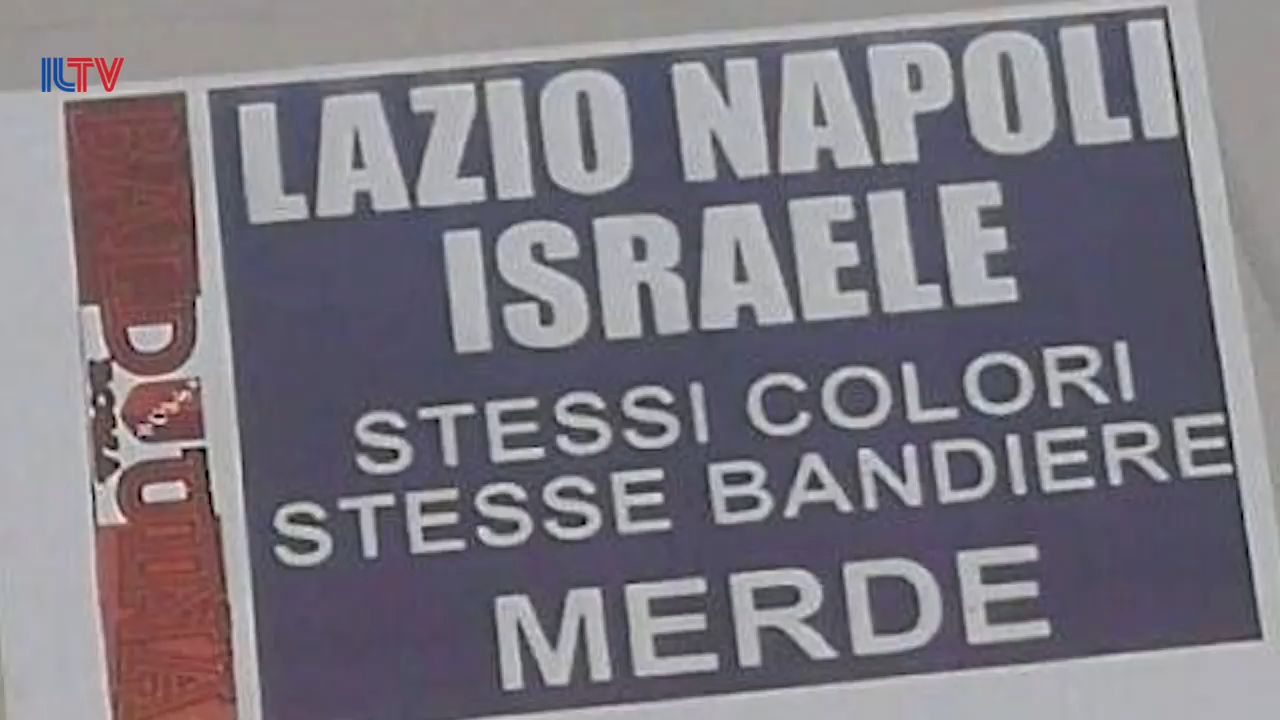 ILTV
LAZIO NAPOLI
ISRAELE
STESSI COLORI
STESSE BANDIERE
MERDE